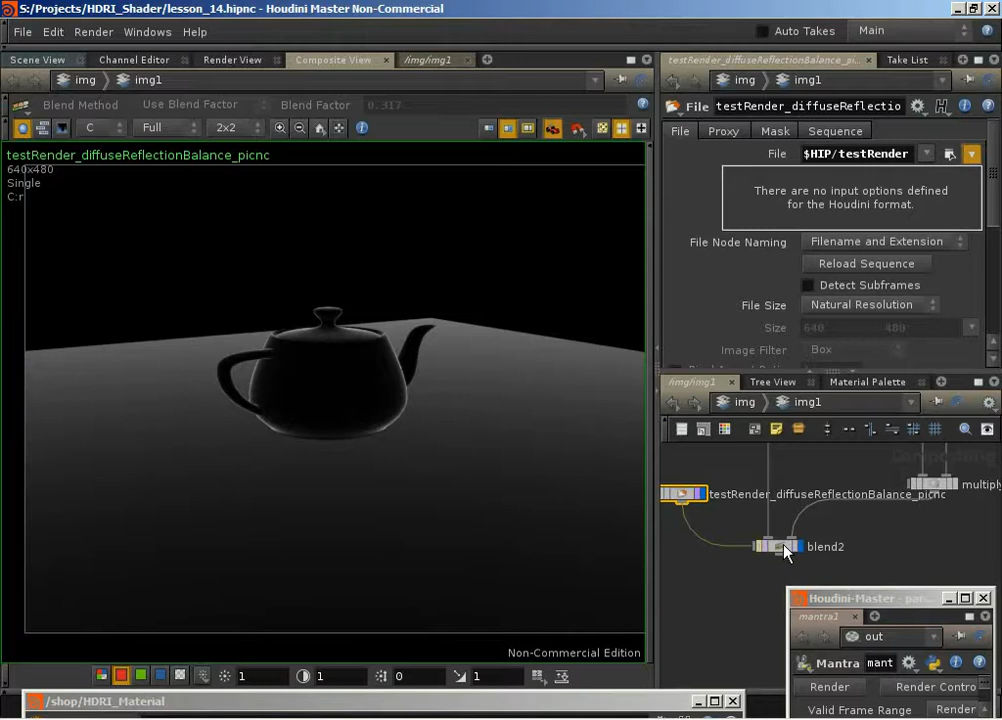 S:/Projects/HDRI_Shader/lesson_14.hipnc - Houdini Master Non-Commercial
File Edit Render Windows Help Auto Takes Main
Scene View Channel Editor Render View Composite View /img/img1
testRender_diffuseReflectionBalance_pi... Take List
img img1
img img1
Blend Method Use Blend Factor Blend Factor 0.317
File testRender_diffuseReflectio
C Full 2x2
File Proxy Mask Sequence
testRender_diffuseReflectionBalance_picnc
640x480
Single
C:r
File $HIP/testRender
There are no input options defined
for the Houdini format.
File Node Naming Filename and Extension
Reload Sequence
Detect Subframes
File Size Natural Resolution
Size 640 480
Image Filter Box
/img/img1 Tree View Material Palette
img img1
Compositing
multiply
testRender_diffuseReflectionBalance_picnc
blend2
Non-Commercial Edition
1 1 0 1
/shop/HDRI_Material
Houdini-Master - par
mantra1
out
Mantra mant
Render Render Contro
Valid Frame Range Render